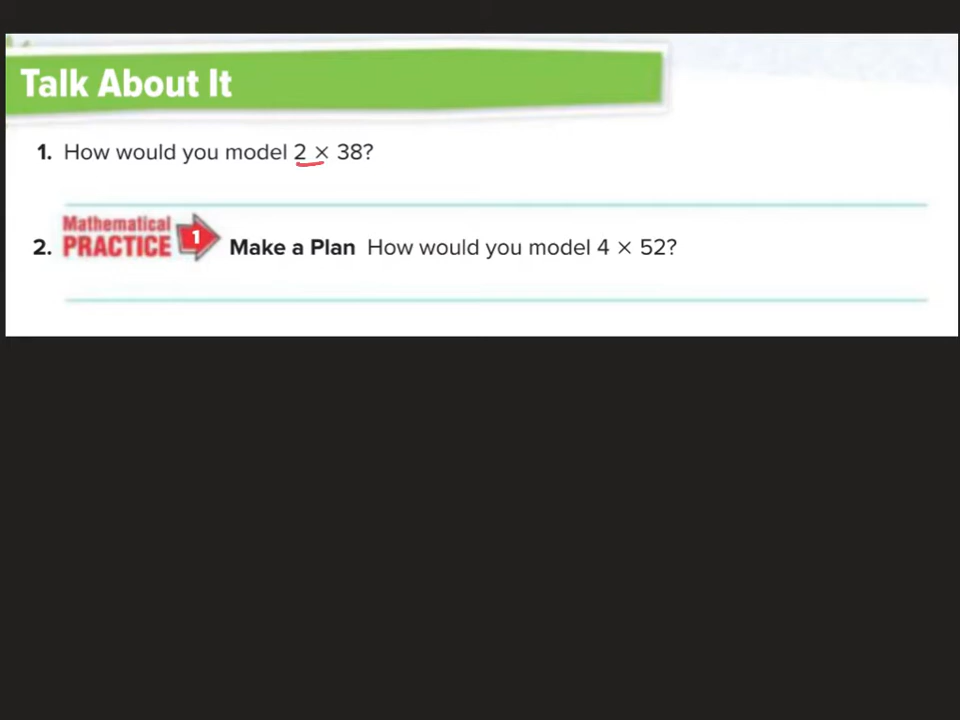 Talk About It
1. How would you model 2 × 38?
Mathematical
2. PRACTICE 1 Make a Plan How would you model 4 × 52?